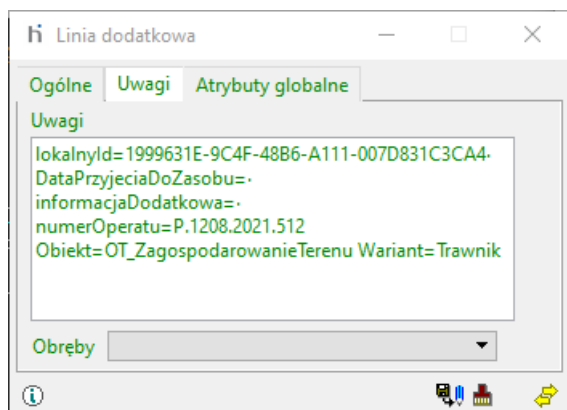 Linia dodatkowa
Ogólne Uwagi Atrybuty globalne
Uwagi
lokalnyId=1999631E-9C4F-48B6-A111-007D831C3CA4·
DataPrzyjeciaDoZasobu=·
informacjaDodatkowa=·
numerOperatu=P.1208.2021.512
Obiekt=OT_ZagospodarowanieTerenu Wariant=Trawnik
Obręby